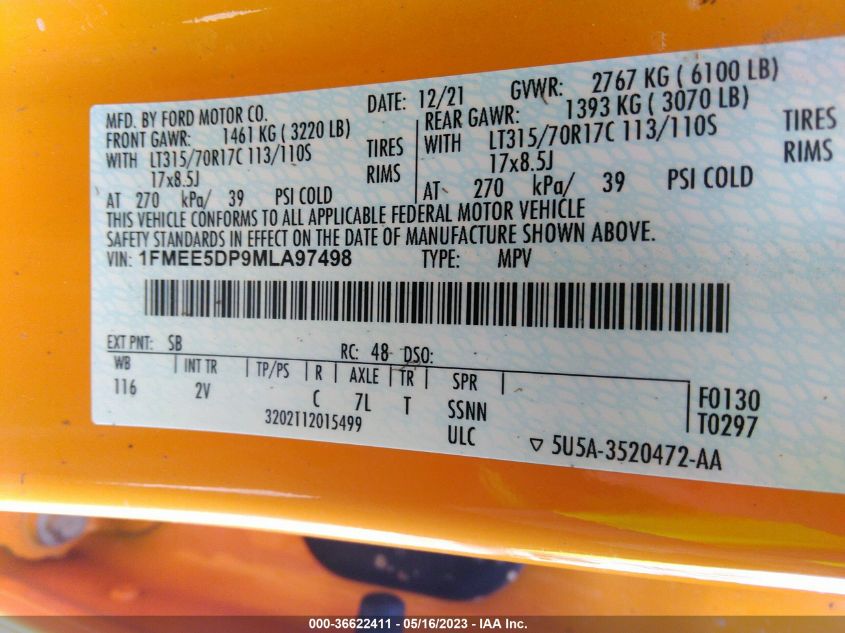 MFD. BY FORD MOTOR CO. DATE: 12/21 GVWR: 2767 KG ( 6100 LB)
FRONT GAWR: 1461 KG ( 3220 LB) REAR GAWR: 1393 KG ( 3070 LB)
WITH LT315/70R17C 113/110S TIRES WITH LT315/70R17C 113/110S TIRES
17x8.5J RIMS 17x8.5J RIMS
AT 270 kPa/ 39 PSI COLD AT 270 kPa/ 39 PSI COLD
THIS VEHICLE CONFORMS TO ALL APPLICABLE FEDERAL MOTOR VEHICLE
SAFETY STANDARDS IN EFFECT ON THE DATE OF MANUFACTURE SHOWN ABOVE.
VIN: 1FMEE5DP9MLA97498 TYPE: MPV
EXT PNT: SB RC: 48 DSO:
WB INT TR TP/PS R AXLE TR SPR F0130
116 2V C 7L T SSNN T0297
3202112015499 ULC 5U5A-3520472-AA
000-36622411 - 05/16/2023 - IAA Inc.